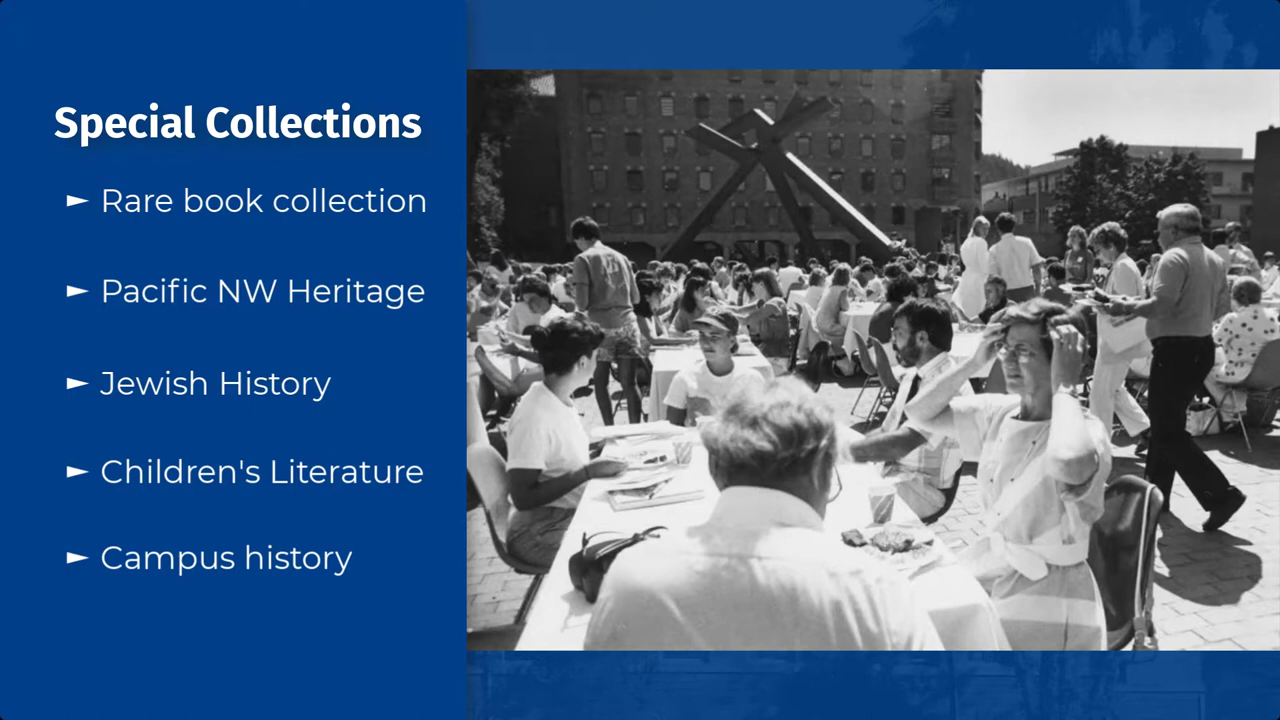 Special Collections
► Rare book collection
► Pacific NW Heritage
► Jewish History
► Children's Literature
► Campus history